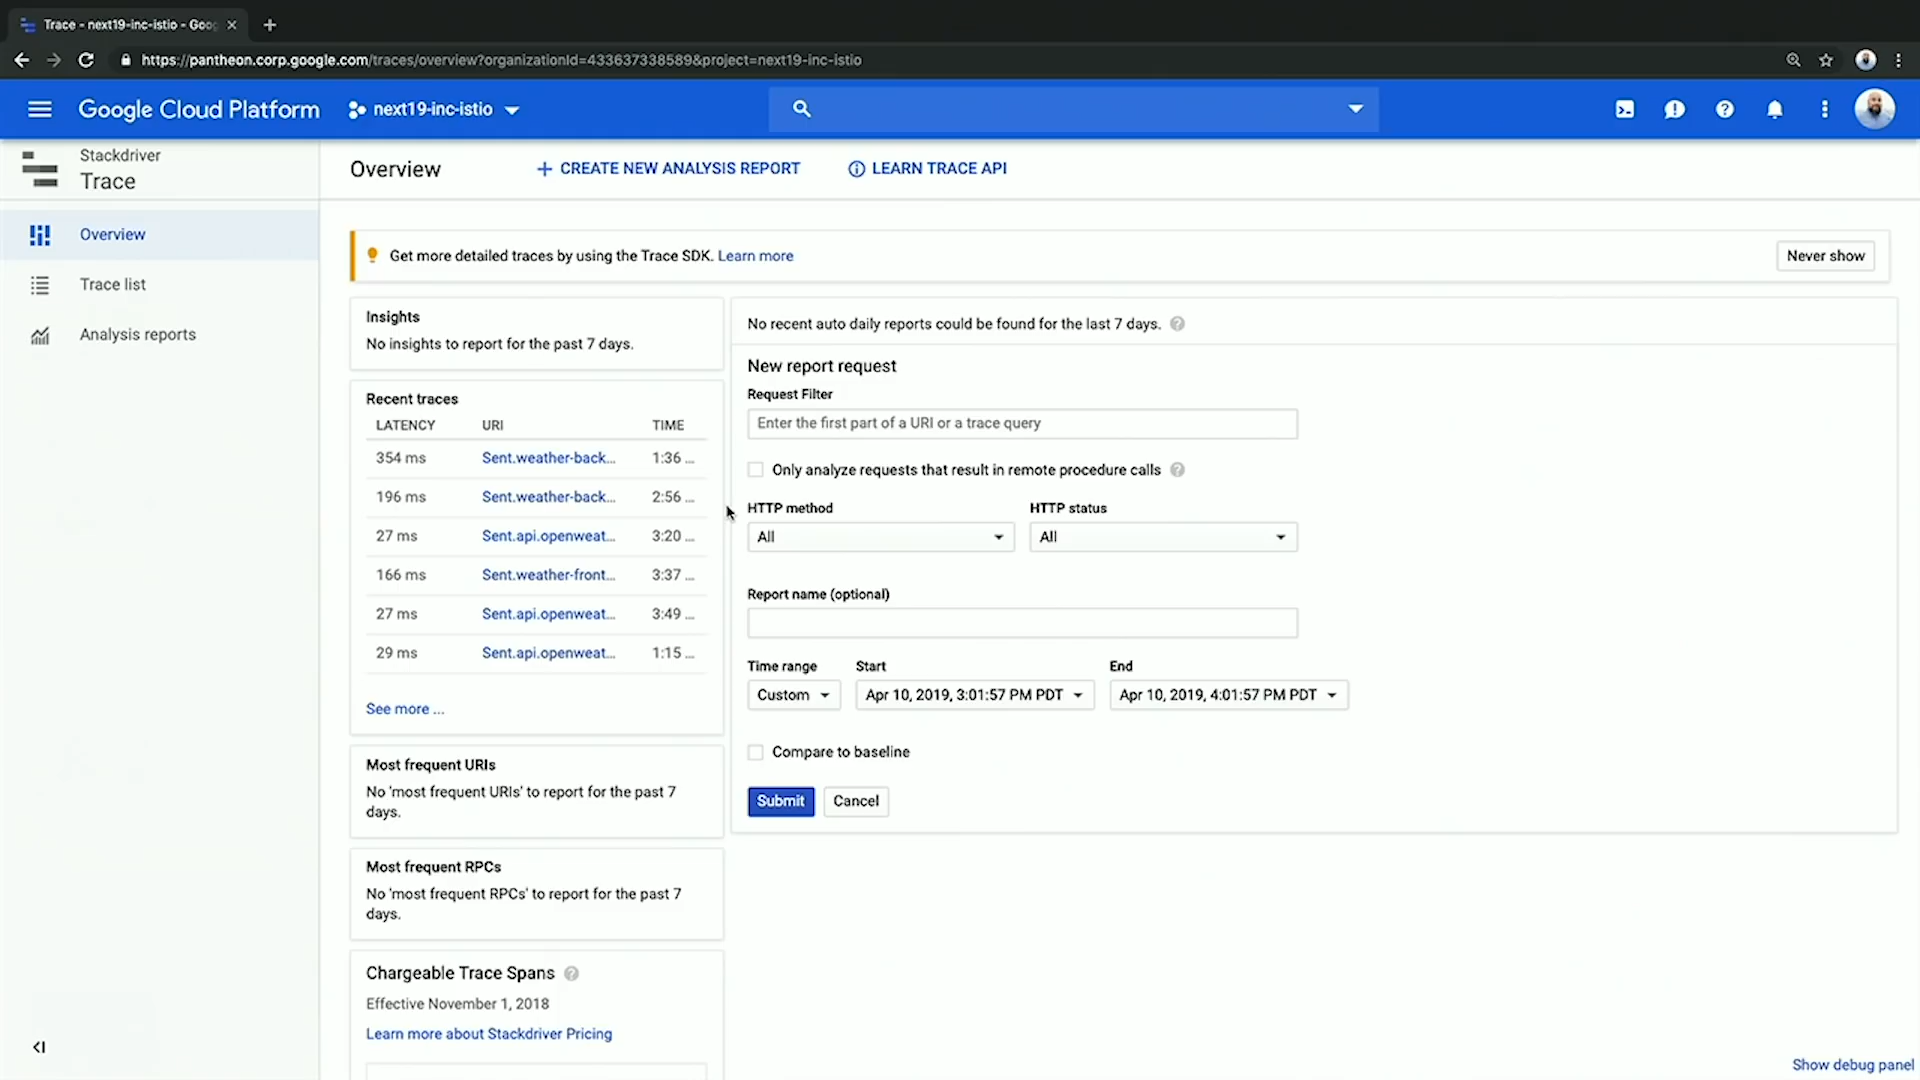 Trace - next19-inc-istio - Goog
https://pantheon.corp.google.com/traces/overview?organizationId=433637338589&project=next19-inc-istio
Google Cloud Platform
next19-inc-istio
Stackdriver
Trace
Overview
CREATE NEW ANALYSIS REPORT
LEARN TRACE API
Overview
Trace list
Analysis reports
Get more detailed traces by using the Trace SDK. Learn more
Never show
Insights
No insights to report for the past 7 days.
Recent traces
LATENCY URI TIME
354 ms Sent.weather-back... 1:36 ...
196 ms Sent.weather-back... 2:56 ...
27 ms Sent.api.openweat... 3:20 ...
166 ms Sent.weather-front... 3:37 ...
27 ms Sent.api.openweat... 3:49 ...
29 ms Sent.api.openweat... 1:15 ...
See more ...
Most frequent URIs
No 'most frequent URIs' to report for the past 7
days.
Most frequent RPCs
No 'most frequent RPCs' to report for the past 7
days.
Chargeable Trace Spans
Effective November 1, 2018
Learn more about Stackdriver Pricing
No recent auto daily reports could be found for the last 7 days.
New report request
Request Filter
Enter the first part of a URI or a trace query
Only analyze requests that result in remote procedure calls
HTTP method HTTP status
All All
Report name (optional)
Time range Start End
Custom Apr 10, 2019, 3:01:57 PM PDT Apr 10, 2019, 4:01:57 PM PDT
Compare to baseline
Submit Cancel
Show debug panel